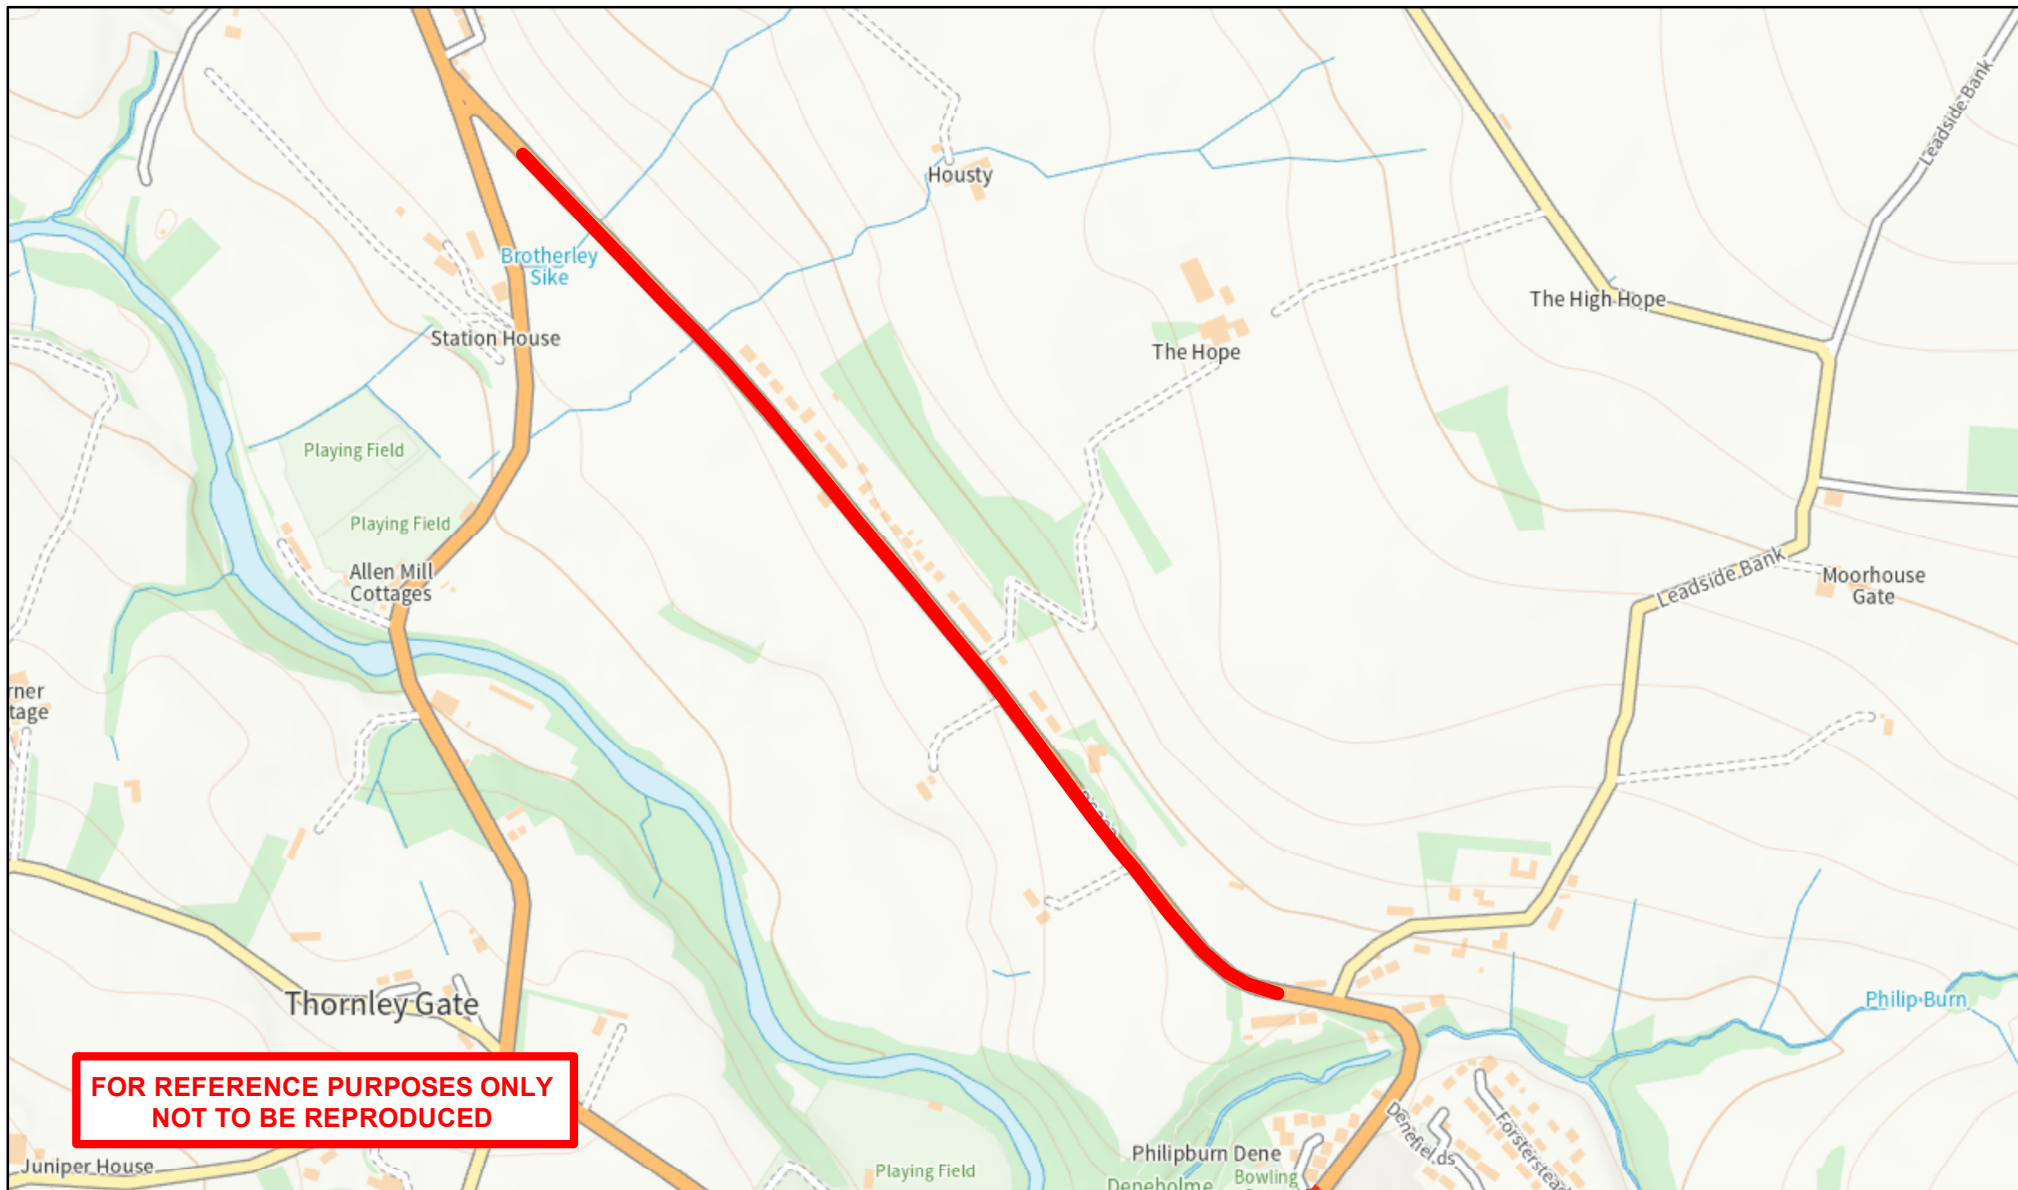 Leadside Bank
Housty
Brotherley
Sike
The High Hope
Station House
The Hope
Playing Field
Playing Field
Allen Mill
Cottages
Leadside Bank
Moorhouse
Gate
rner
tage
Thornley Gate
Philip Burn
FOR REFERENCE PURPOSES ONLY
NOT TO BE REPRODUCED
Denefields
Philipburn Dene
Juniper House
Playing Field
Bowling
Deneholme